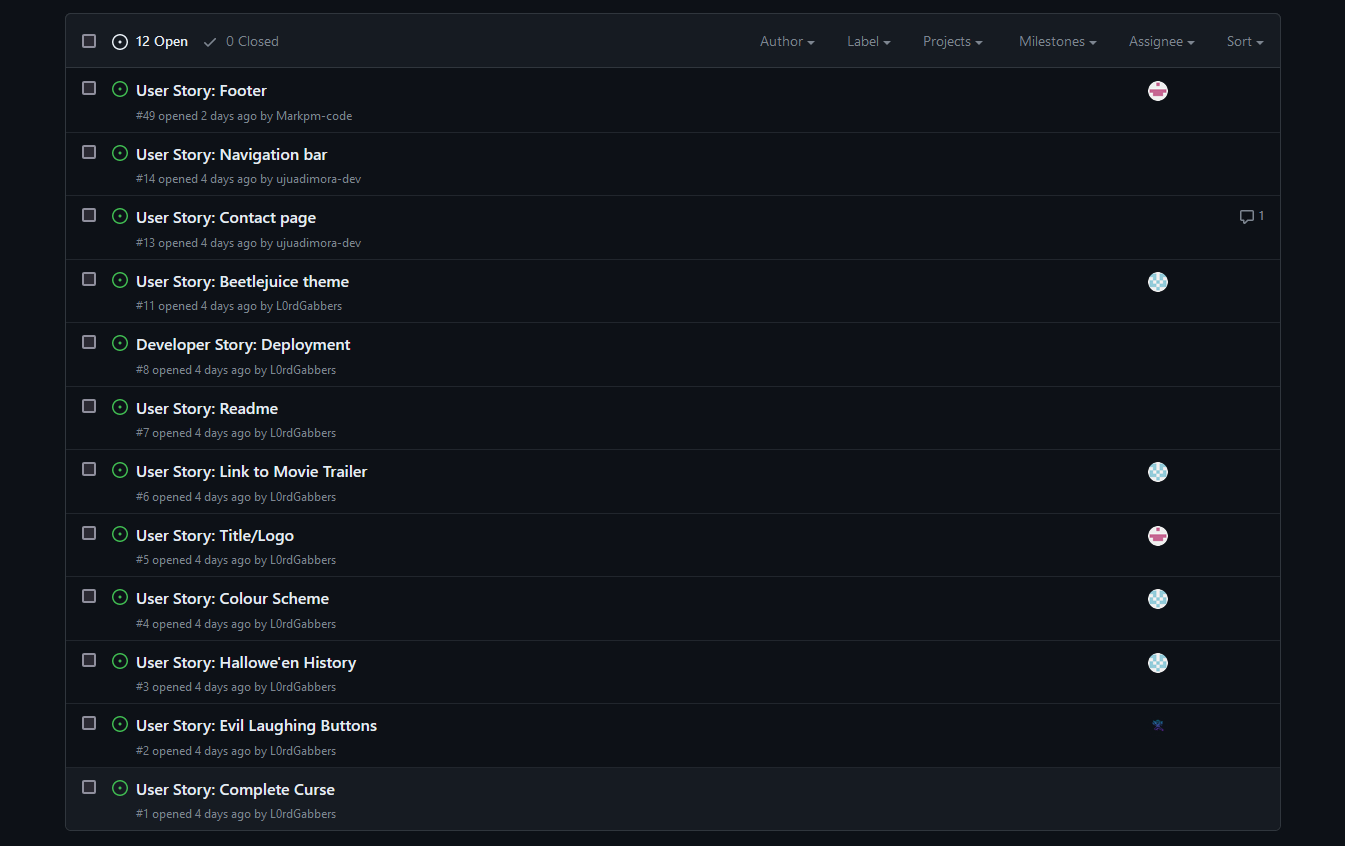 12 Open 0 Closed Author Label Projects Milestones Assignee Sort
User Story: Footer
#49 opened 2 days ago by Markpm-code
User Story: Navigation bar
#14 opened 4 days ago by ujuadimora-dev
User Story: Contact page 1
#13 opened 4 days ago by ujuadimora-dev
User Story: Beetlejuice theme
#11 opened 4 days ago by L0rdGabbers
Developer Story: Deployment
#8 opened 4 days ago by L0rdGabbers
User Story: Readme
#7 opened 4 days ago by L0rdGabbers
User Story: Link to Movie Trailer
#6 opened 4 days ago by L0rdGabbers
User Story: Title/Logo
#5 opened 4 days ago by L0rdGabbers
User Story: Colour Scheme
#4 opened 4 days ago by L0rdGabbers
User Story: Hallowe'en History
#3 opened 4 days ago by L0rdGabbers
User Story: Evil Laughing Buttons
#2 opened 4 days ago by L0rdGabbers
User Story: Complete Curse
#1 opened 4 days ago by L0rdGabbers